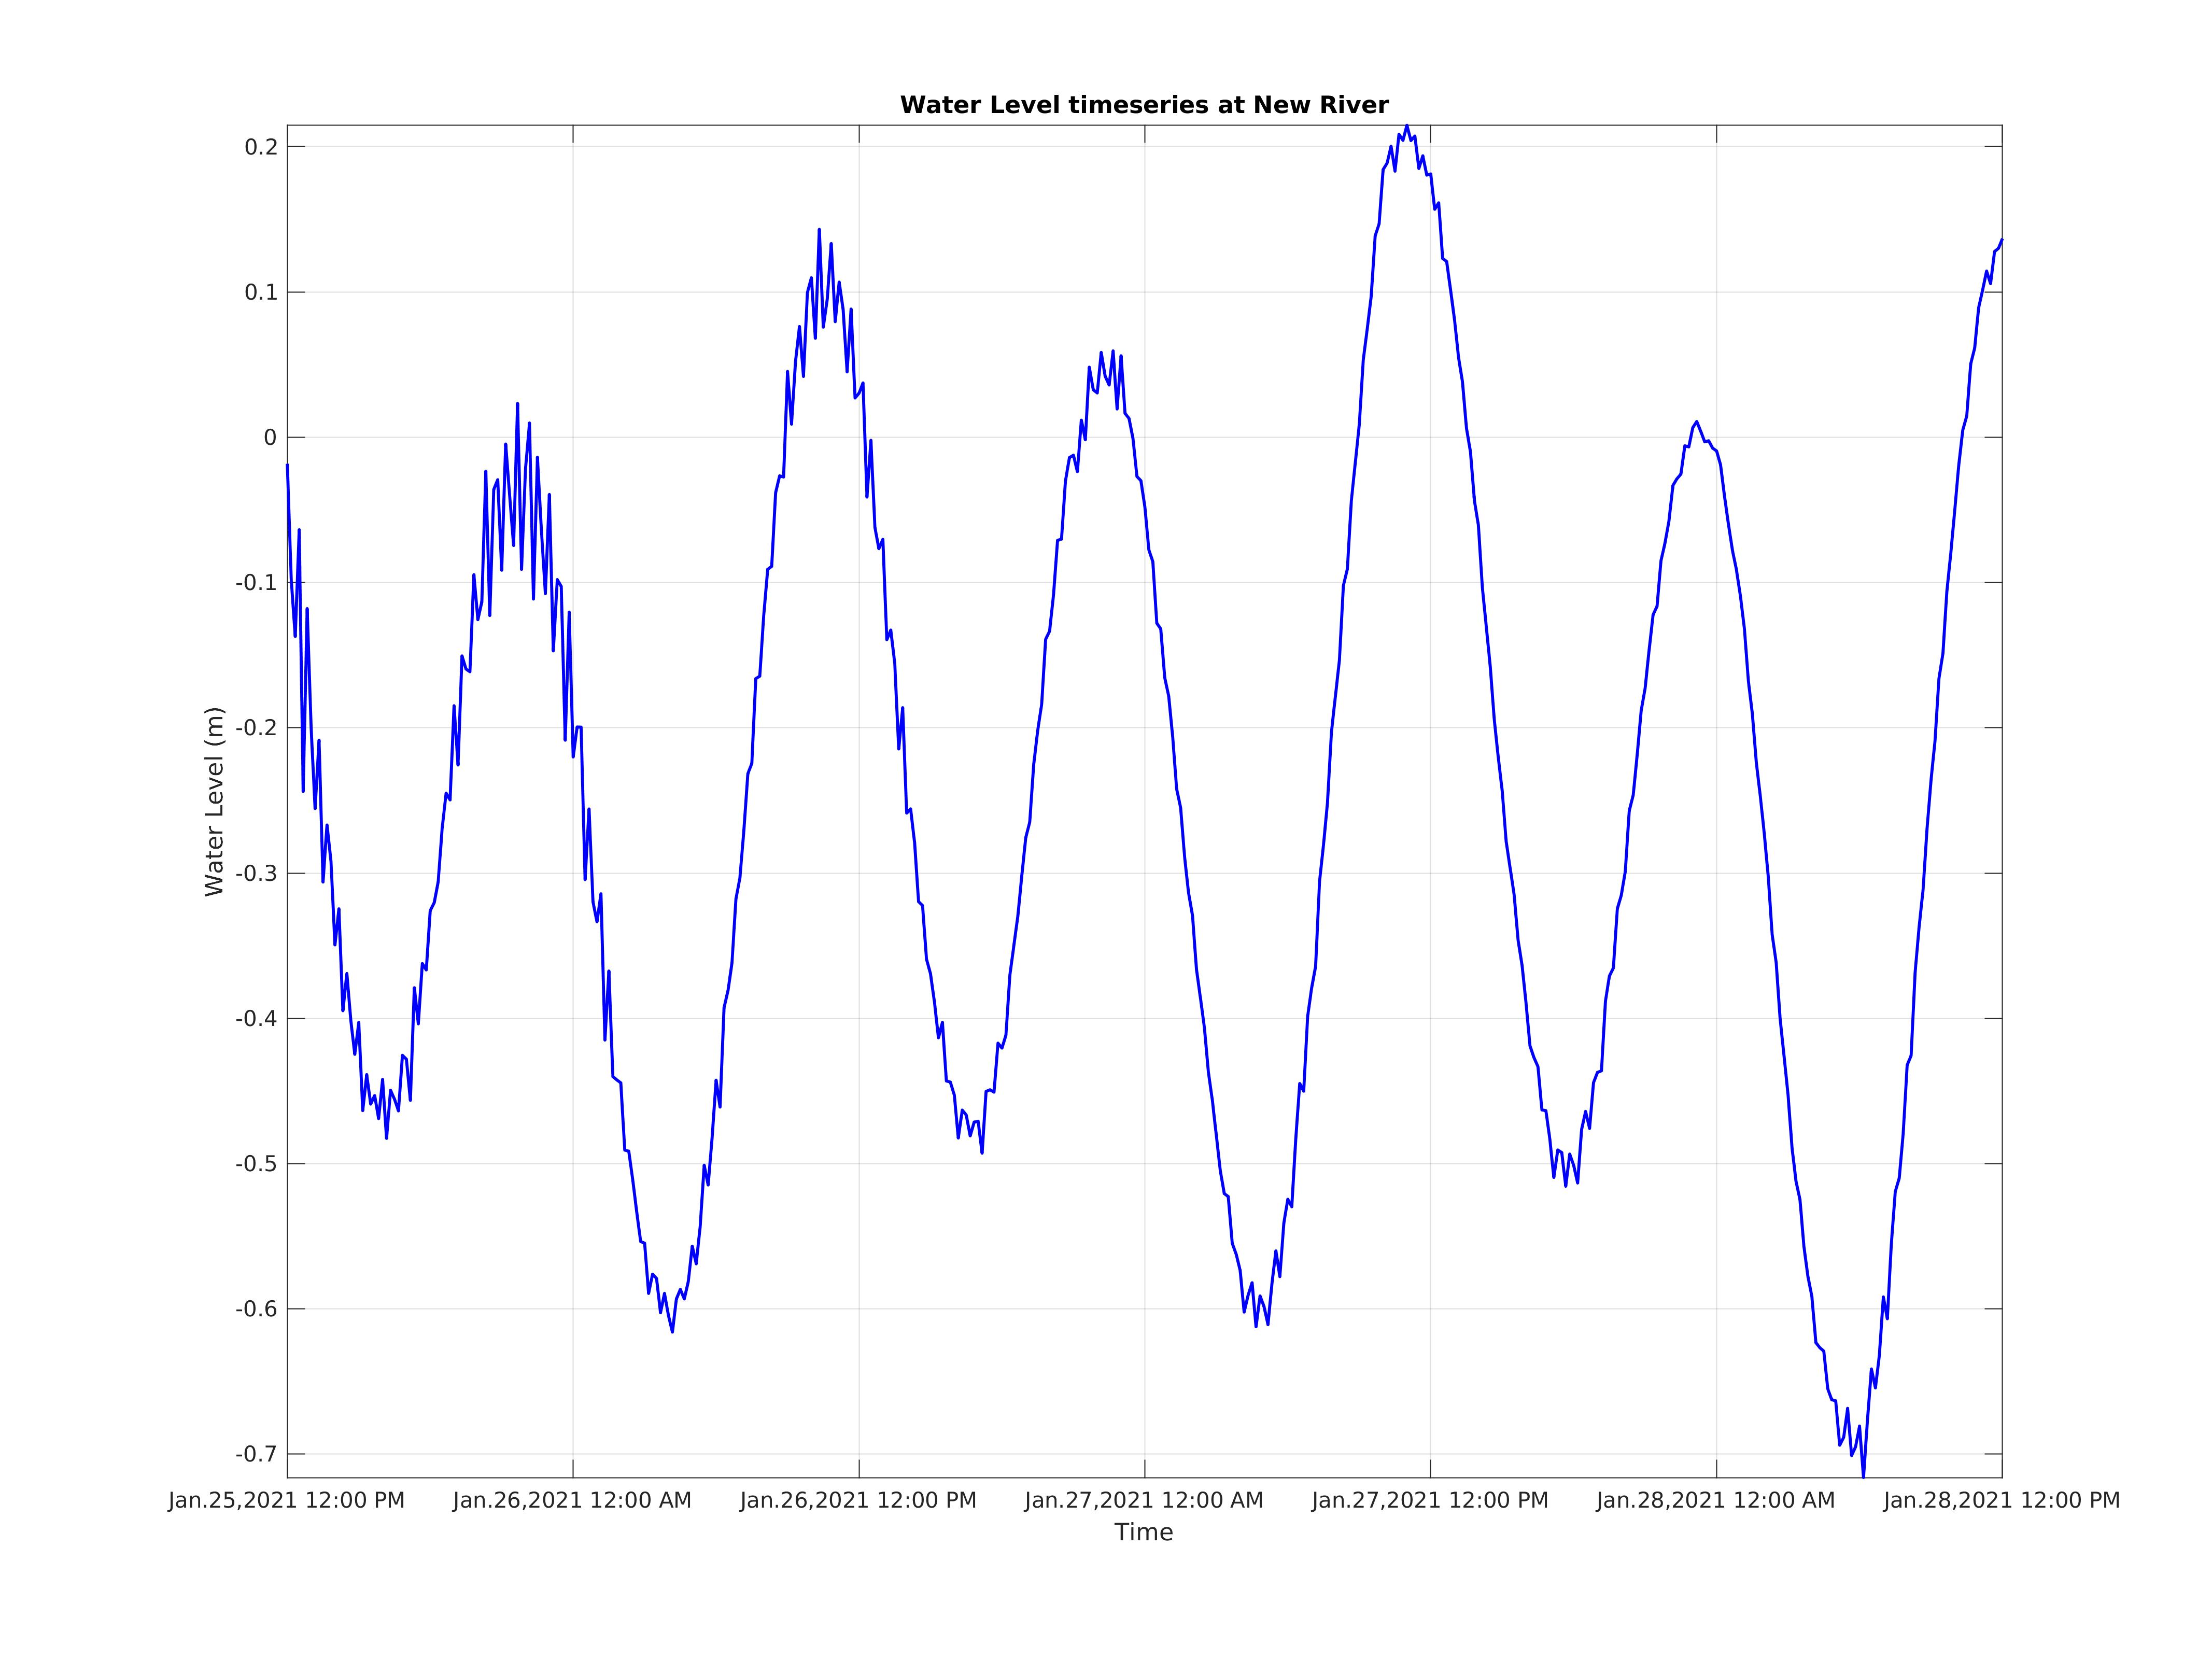 Water Level timeseries at New River
0.2
0.1
0
-0.1
-0.2
-0.3
-0.4
-0.5
-0.6
-0.7
Water Level (m)
Jan.25,2021 12:00 PM
Jan.26,2021 12:00 AM
Jan.26,2021 12:00 PM
Jan.27,2021 12:00 AM
Jan.27,2021 12:00 PM
Jan.28,2021 12:00 AM
Jan.28,2021 12:00 PM
Time